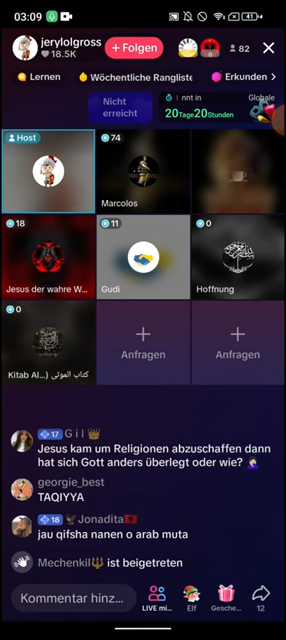 03:09
41
jerylolgross
18.5K
+ Folgen
82
Lernen
Wöchentliche Rangliste
Erkunden
Nicht erreicht
nnt in
20Tage20Stunden
Globale
Host
74
Marcolos
18
Jesus der wahre W...
11
Gudi
0
Hoffnung
0
Kitab Al...) كتاب الموتى
Anfragen
Anfragen
17 Gil
Jesus kam um Religionen abzuschaffen dann
hat sich Gott anders überlegt oder wie? 🤦🏻‍♀️
georgie_best
TAQIYYA
18 Jonadita
jau qifsha nanen o arab muta
Mechenkil🔱 ist beigetreten
Kommentar hinz...
LIVE mi...
Elf
Gesche...
12